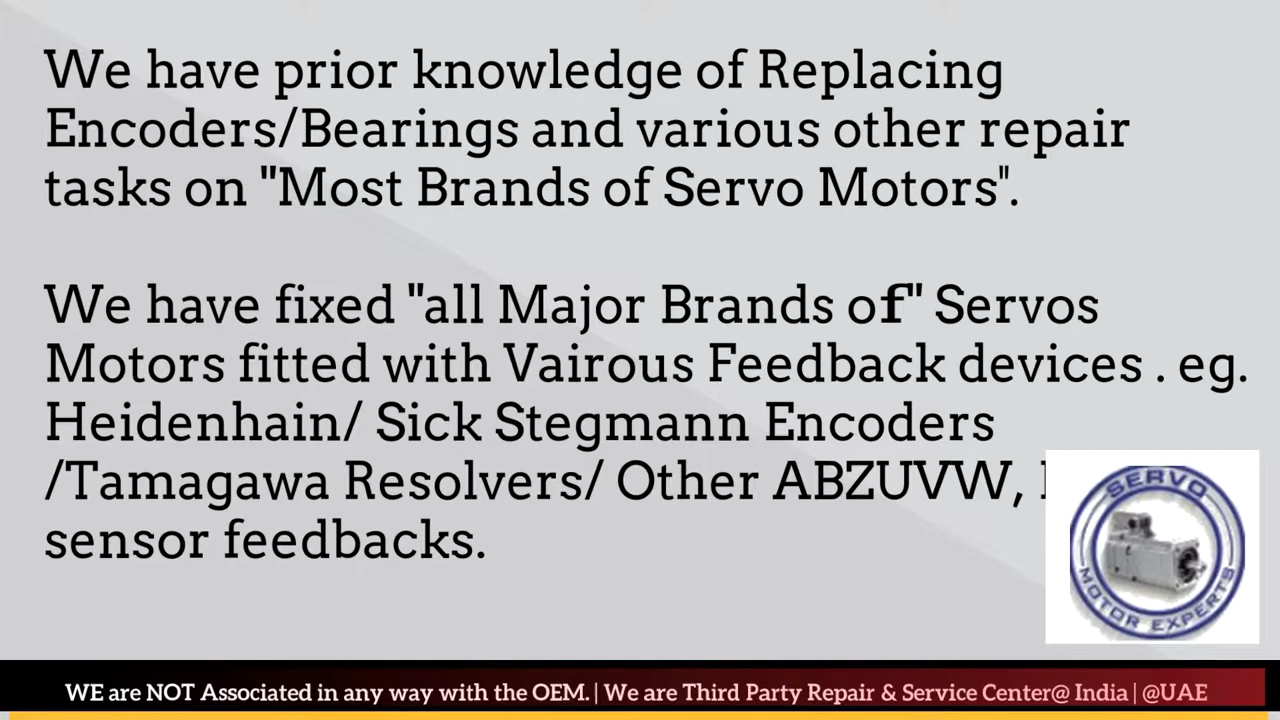 We have prior knowledge of Replacing
Encoders/Bearings and various other repair
tasks on "Most Brands of Servo Motors".
We have fixed "all Major Brands of" Servos
Motors fitted with Vairous Feedback devices . eg.
Heidenhain/ Sick Stegmann Encoders
/Tamagawa Resolvers/ Other ABZUVW,
sensor feedbacks.
SERVO
MOTOR EXPERTS
WE are NOT Associated in any way with the OEM. | We are Third Party Repair & Service Center@ India | @UAE